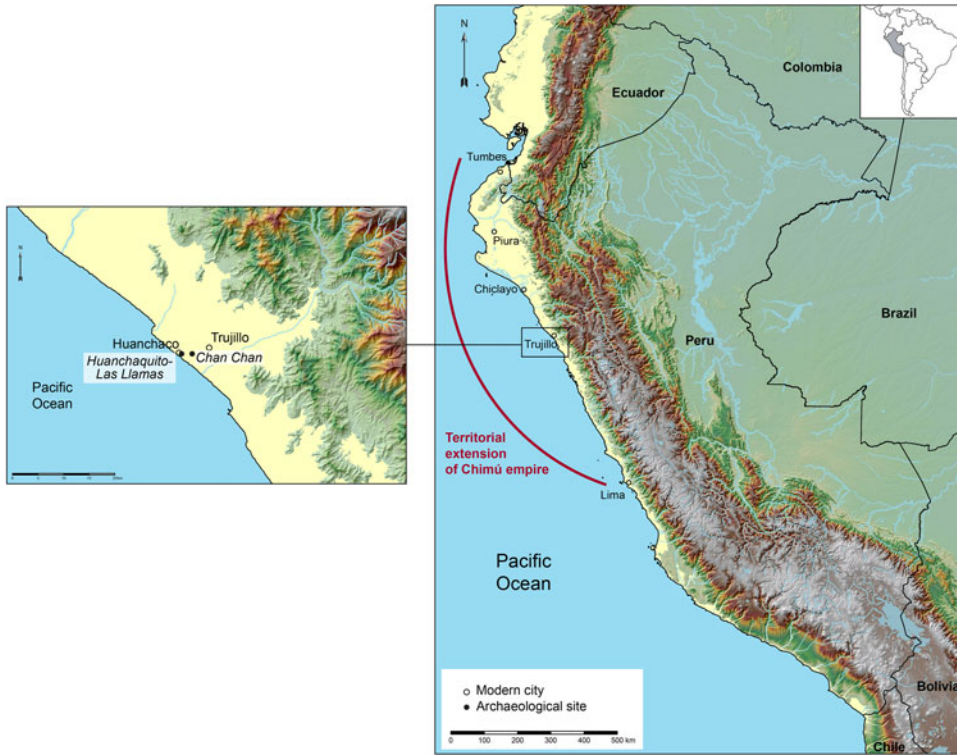 N
Huanchaco
Trujillo
Huanchaquito-
Las Llamas
Chan Chan
Pacific
Ocean
N
Colombia
Ecuador
Tumbes
Piura
Chiclayo
Trujillo
Peru
Brazil
Territorial
extension
of Chimú empire
Lima
Pacific
Ocean
Bolivia
Chile
Modern city
Archaeological site
0 100 200 300 400 500 km